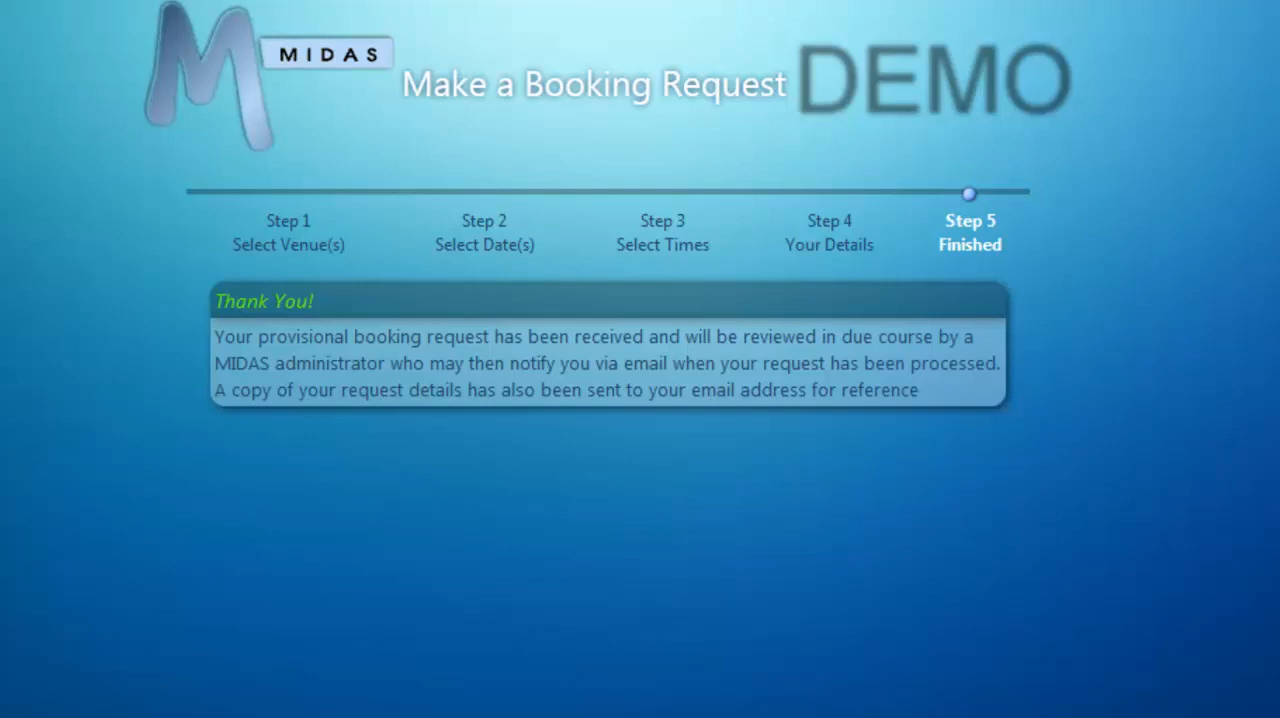 M MIDAS
Make a Booking Request DEMO
Step 1 Step 2 Step 3 Step 4 Step 5
Select Venue(s) Select Date(s) Select Times Your Details Finished
Thank You!
Your provisional booking request has been received and will be reviewed in due course by a
MIDAS administrator who may then notify you via email when your request has been processed.
A copy of your request details has also been sent to your email address for reference